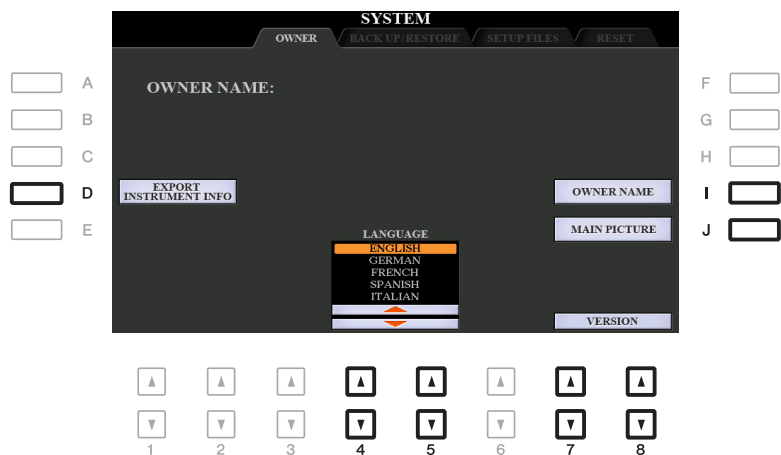 SYSTEM
OWNER BACK UP/RESTORE SETUP FILES RESET
A OWNER NAME: F
B G
C H
D EXPORT INSTRUMENT INFO OWNER NAME I
E MAIN PICTURE J
LANGUAGE
ENGLISH
GERMAN
FRENCH
SPANISH
ITALIAN
VERSION
1 2 3 4 5 6 7 8